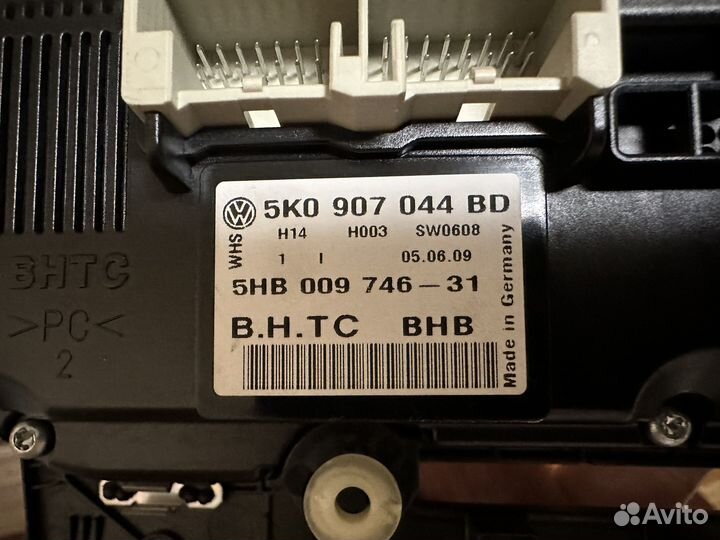 5K0 907 044 BD
H14 H003 SW0608
1 I 05.06.09
5HB 009 746-31
B.H.TC BHB
WHS
Made in Germany
BHTC
>PC<
2
Avito